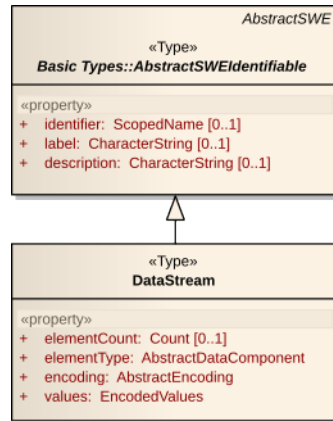 AbstractSWE
«Type»
Basic Types::AbstractSWEIdentifiable
«property»
+ identifier: ScopedName [0..1]
+ label: CharacterString [0..1]
+ description: CharacterString [0..1]
«Type»
DataStream
«property»
+ elementCount: Count [0..1]
+ elementType: AbstractDataComponent
+ encoding: AbstractEncoding
+ values: EncodedValues